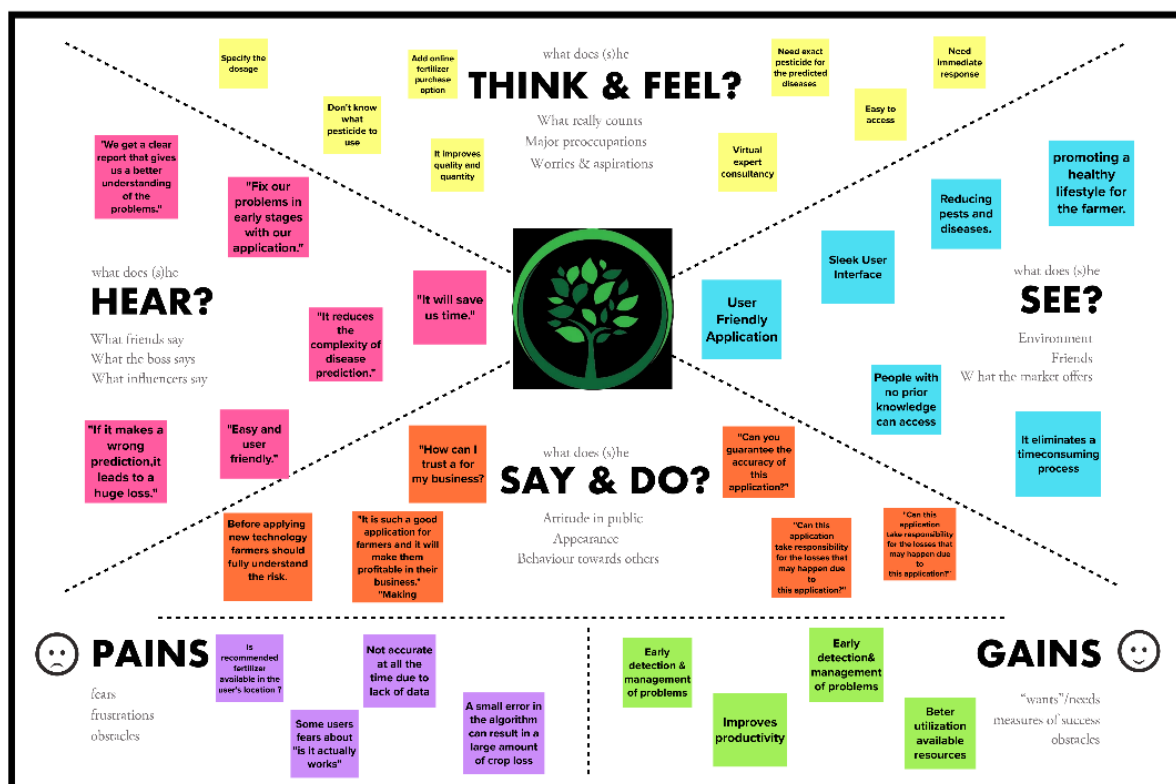 what does (s)he
THINK & FEEL?
What really counts
Major preoccupations
Worries & aspirations
Specify the
dosage
Don't know
what
pesticide to
use
Add online
fertilizer
purchase
option
It improves
quality and
quantity
Need exact
pesticide for
the predicted
diseases
Need
immediate
response
Easy to
access
Virtual
expert
consultancy
"We get a clear
report that gives
us a better
understanding
of the
problems."
"Fix our
problems in
early stages
with our
application."
what does (s)he
HEAR?
What friends say
What the boss says
What influencers say
"It will save
us time."
"It reduces
the
complexity of
disease
prediction."
"If it makes a
wrong
prediction,it
leads to a
huge loss."
"Easy and
user
friendly."
promoting a
healthy
lifestyle for
the farmer.
Reducing
pests and
diseases.
Sleek User
Interface
User
Friendly
Application
what does (s)he
SEE?
Environment
Friends
W hat the market offers
People with
no prior
knowledge
can access
It eliminates a
timeconsuming
process
what does (s)he
SAY & DO?
Attitude in public
Appearance
Behaviour towards others
"How can I
trust a for
my business?
"Can you
guarantee the
accuracy of
this
application?"
Before applying
new technology
farmers should
fully understand
the risk.
"It is such a good
application for
farmers and it will
make them
profitable in their
business."
"Making
"Can this
application
take responsibility
for the losses that
may happen due
to
this application?"
"Can this
application
take responsibility
for the losses that
may happen due
to
this application?"
PAINS
fears
frustrations
obstacles
Is
recommended
fertilizer
available in the
user's location ?
Some users
fears about
"is it actually
works"
Not accurate
at all the
time due to
lack of data
A small error in
the algorithm
can result in a
large amount
of crop loss
Early
detection &
management
of problems
Improves
productivity
Early
detection&
management
of problems
Beter
utilization
available
resources
GAINS
"wants"/needs
measures of success
obstacles